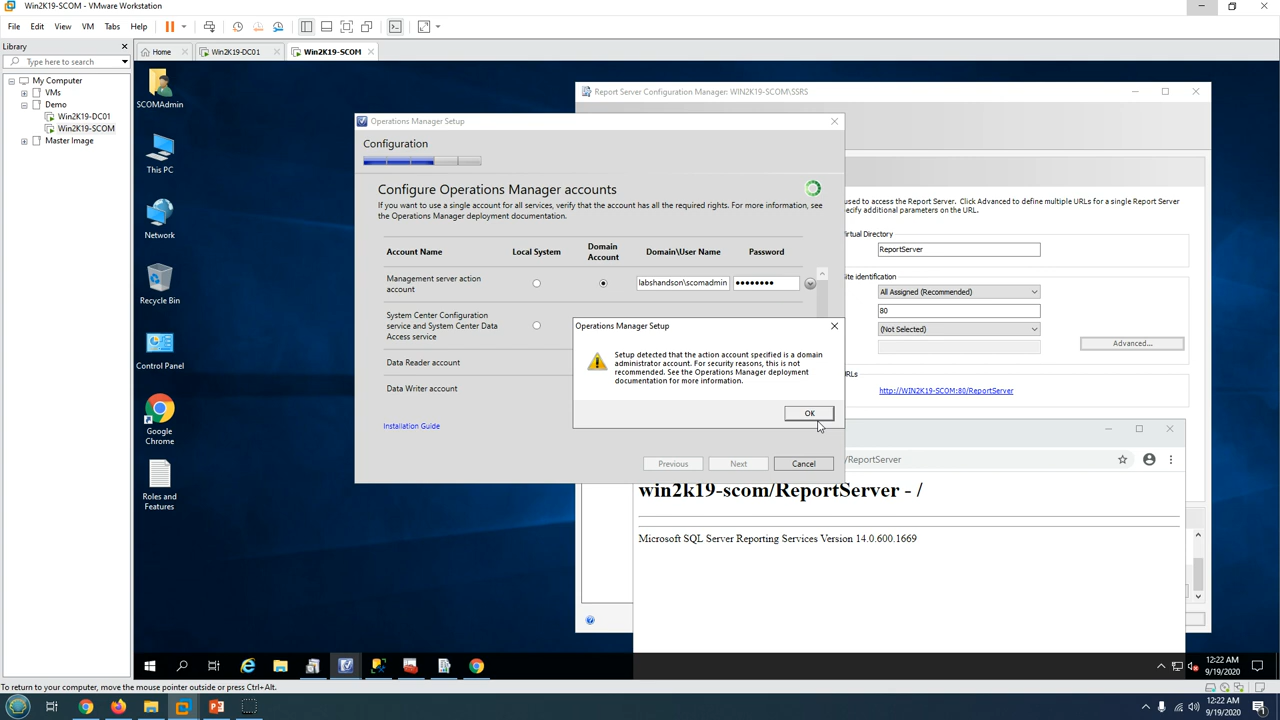 Win2K19-SCOM - VMware Workstation
File Edit View VM Tabs Help
Library
Type here to search
My Computer
VMs
Demo
Win2K19-DC01
Win2K19-SCOM
Master Image
Home
Win2K19-DC01
Win2K19-SCOM
SCOMAdmin
This PC
Network
Recycle Bin
Control Panel
Google
Chrome
Roles and
Features
Report Server Configuration Manager: WIN2K19-SCOM\SSRS
used to access the Report Server. Click Advanced to define multiple URLs for a single Report Server
specify additional parameters on the URL.
Virtual Directory
ReportServer
Site identification
All Assigned (Recommended)
80
(Not Selected)
Advanced...
URLs
http://WIN2K19-SCOM:80/ReportServer
Operations Manager Setup
Configuration
Configure Operations Manager accounts
If you want to use a single account for all services, verify that the account has all the required rights. For more information, see
the Operations Manager deployment documentation.
Account Name Local System Domain
Account Domain\User Name Password
Management server action
account
labshandson\scomadmin ••••••••
System Center Configuration
service and System Center Data
Access service
Data Reader account
Data Writer account
Installation Guide
Previous Next Cancel
Operations Manager Setup
Setup detected that the action account specified is a domain
administrator account. For security reasons, this is not
recommended. See the Operations Manager deployment
documentation for more information.
OK
/ReportServer
win2k19-scom/ReportServer - /
Microsoft SQL Server Reporting Services Version 14.0.600.1669
12:22 AM
9/19/2020
To return to your computer, move the mouse pointer outside or press Ctrl+Alt.
12:22 AM
9/19/2020